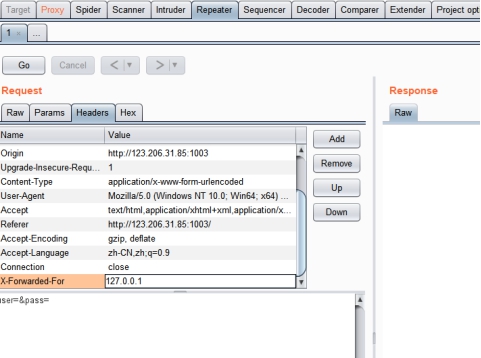 Target Proxy Spider Scanner Intruder Repeater Sequencer Decoder Comparer Extender Project opt
1 × ...
Go Cancel < > 
Request
Response
Raw Params Headers Hex
Raw
Name Value
Add
Origin http://123.206.31.85:1003
Remove
Upgrade-Insecure-Requ... 1
Content-Type application/x-www-form-urlencoded
Up
User-Agent Mozilla/5.0 (Windows NT 10.0; Win64; x64) ...
Accept text/html,application/xhtml+xml,application/x...
Down
Referer http://123.206.31.85:1003/
Accept-Encoding gzip, deflate
Accept-Language zh-CN,zh;q=0.9
Connection close
X-Forwarded-For 127.0.0.1
user=&pass=